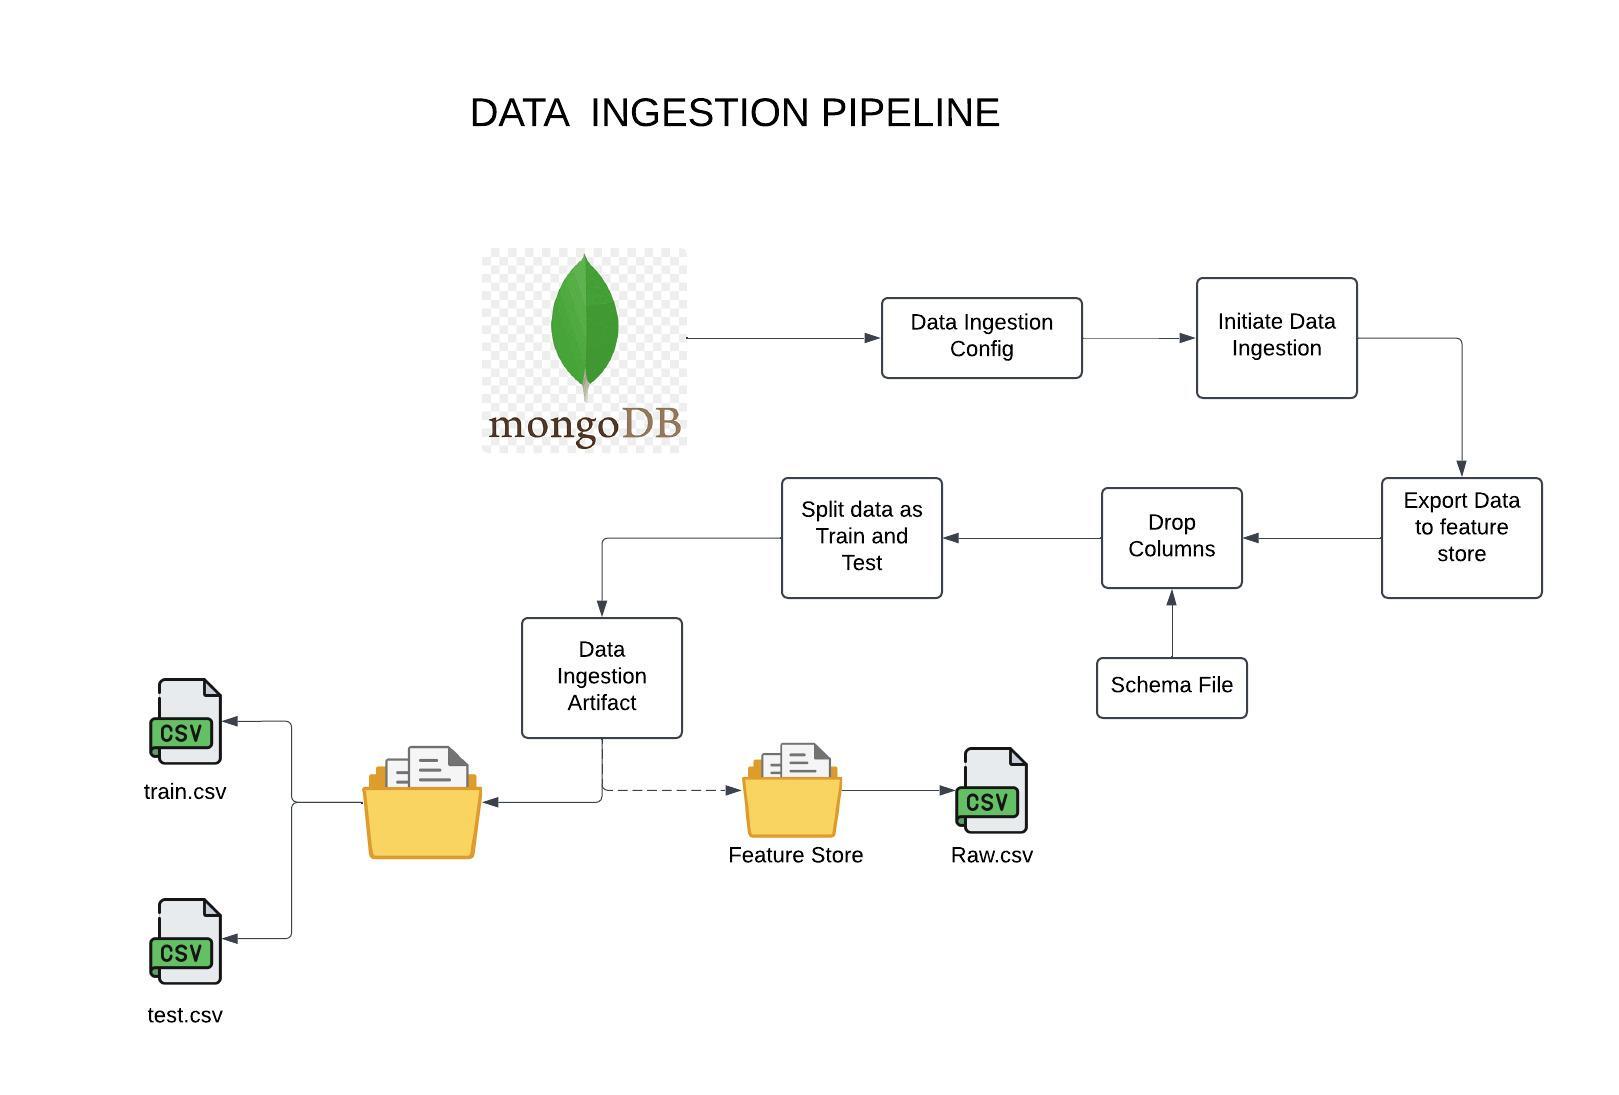 DATA INGESTION PIPELINE
mongoDB
Data Ingestion
Config
Initiate Data
Ingestion
Export Data
to feature
store
Drop
Columns
Split data as
Train and
Test
Schema File
Data
Ingestion
Artifact
CSV
train.csv
CSV
test.csv
Feature Store
CSV
Raw.csv